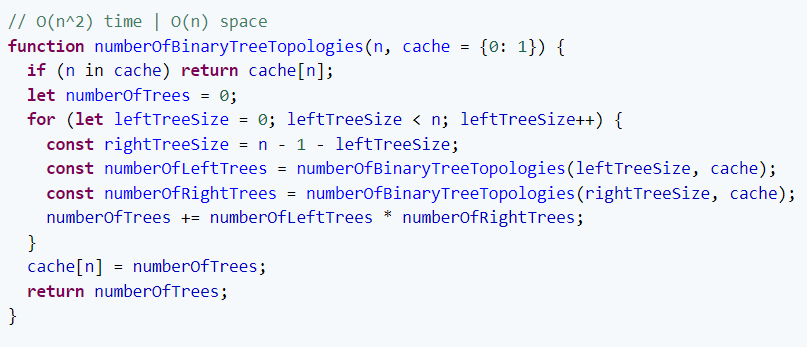 // O(n^2) time | O(n) space
function numberOfBinaryTreeTopologies(n, cache = {0: 1}) {
  if (n in cache) return cache[n];
  let numberOfTrees = 0;
  for (let leftTreeSize = 0; leftTreeSize < n; leftTreeSize++) {
    const rightTreeSize = n - 1 - leftTreeSize;
    const numberOfLeftTrees = numberOfBinaryTreeTopologies(leftTreeSize, cache);
    const numberOfRightTrees = numberOfBinaryTreeTopologies(rightTreeSize, cache);
    numberOfTrees += numberOfLeftTrees * numberOfRightTrees;
  }
  cache[n] = numberOfTrees;
  return numberOfTrees;
}